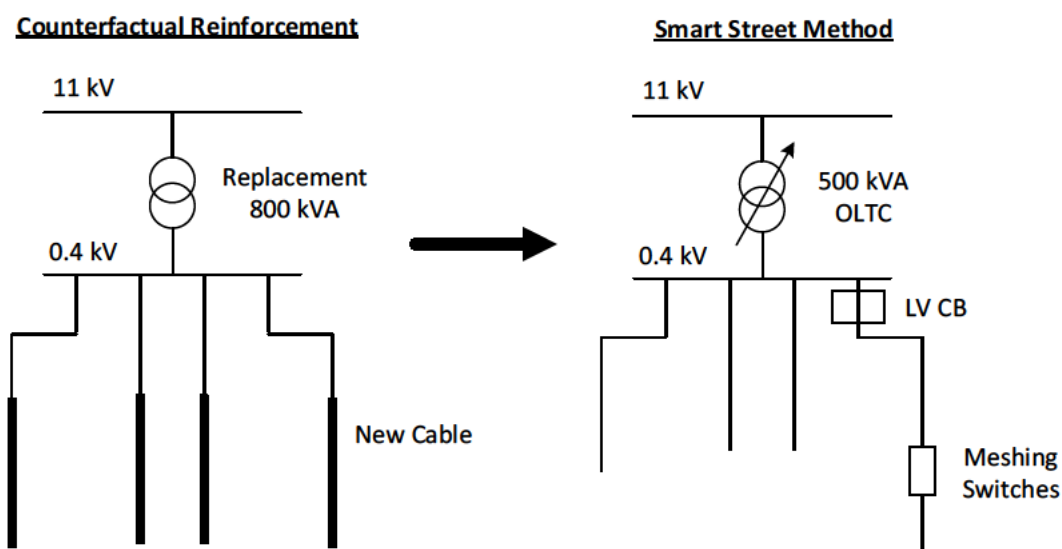 Counterfactual Reinforcement
11 kV
Replacement
800 kVA
0.4 kV
New Cable
Smart Street Method
11 kV
500 kVA
OLTC
0.4 kV
LV CB
Meshing
Switches